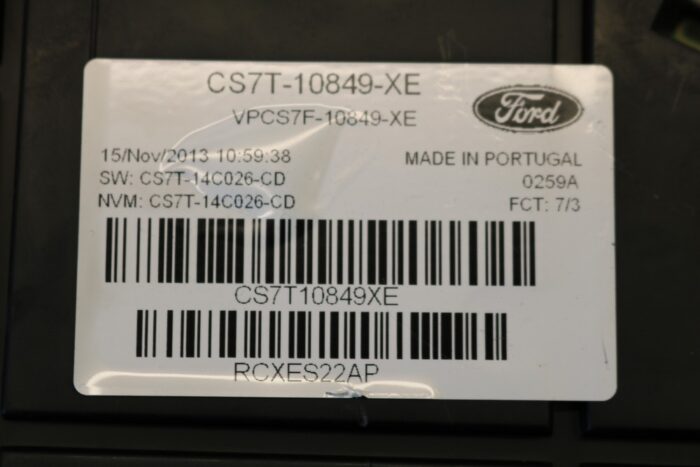 CS7T-10849-XE
VPCS7F-10849-XE
Ford
15/Nov/2013 10:59:38
MADE IN PORTUGAL
SW: CS7T-14C026-CD
0259A
NVM: CS7T-14C026-CD
FCT: 7/3
CS7T10849XE
RCXES22AP